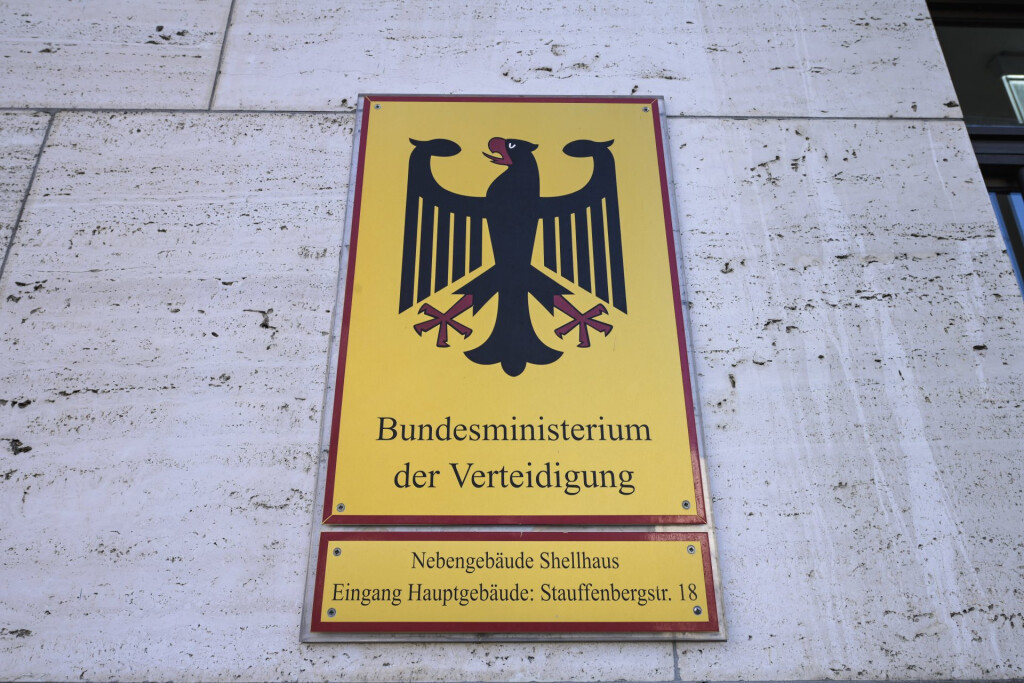 Bundesministerium
der Verteidigung
Nebengebäude Shellhaus
Eingang Hauptgebäude: Stauffenbergstr. 18